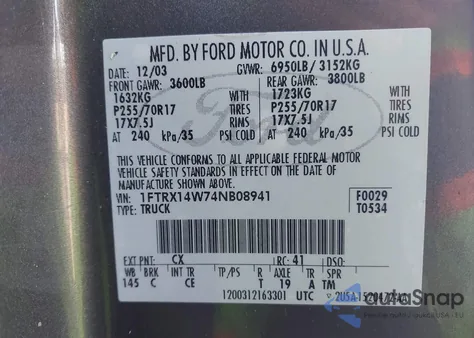 MFD. BY FORD MOTOR CO. IN U.S.A.
DATE: 12/03 GVWR: 6950LB / 3152KG
FRONT GAWR: 3600LB REAR GAWR: 3800LB
1632KG WITH 1723KG WITH
P255/70R17 TIRES P255/70R17 TIRES
17X7.5J RIMS 17X7.5J RIMS
AT 240 kPa/35 PSI COLD AT 240 kPa/35 PSI COLD
THIS VEHICLE CONFORMS TO ALL APPLICABLE FEDERAL MOTOR
VEHICLE SAFETY STANDARDS IN EFFECT ON THE DATE OF
MANUFACTURE SHOWN ABOVE.
VIN: 1FTRX14W74NB08941 F0029
TYPE: TRUCK T0534
EXT PNT: CX RC: 41 DSO:
WB BRK INT TR TP/PS R AXLE TR SPR
145 C CE T 19 A TM
1200312163301 UTC
Ford
autoSnap